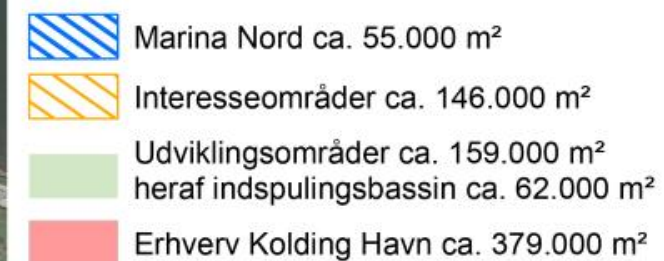 Marina Nord ca. 55.000 m²
Interesseområder ca. 146.000 m²
Udviklingsområder ca. 159.000 m²
heraf indspulingsbassin ca. 62.000 m²
Erhverv Kolding Havn ca. 379.000 m²